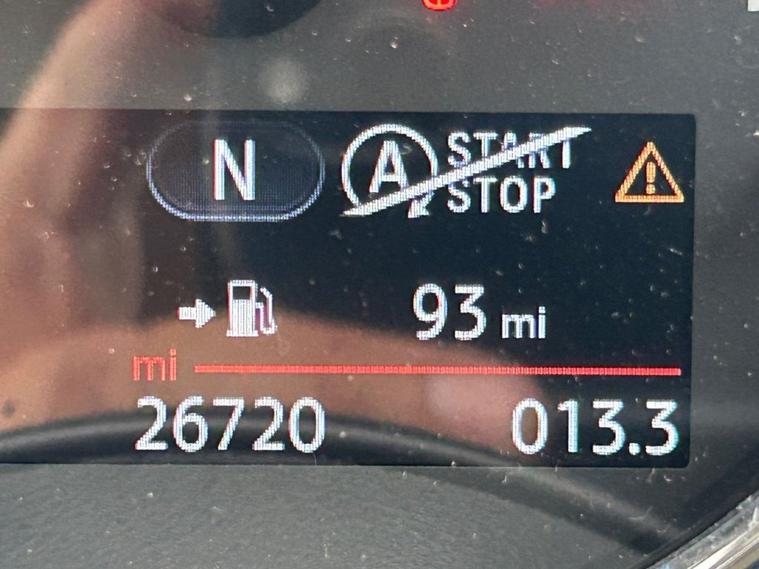 N A START
STOP
93 mi
mi
26720 013.3